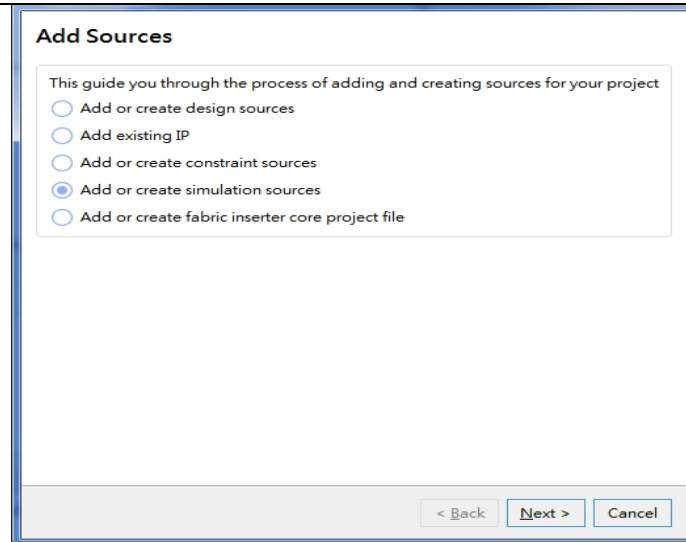 Add Sources
This guide you through the process of adding and creating sources for your project
Add or create design sources
Add existing IP
Add or create constraint sources
Add or create simulation sources
Add or create fabric inserter core project file
< Back
Next >
Cancel